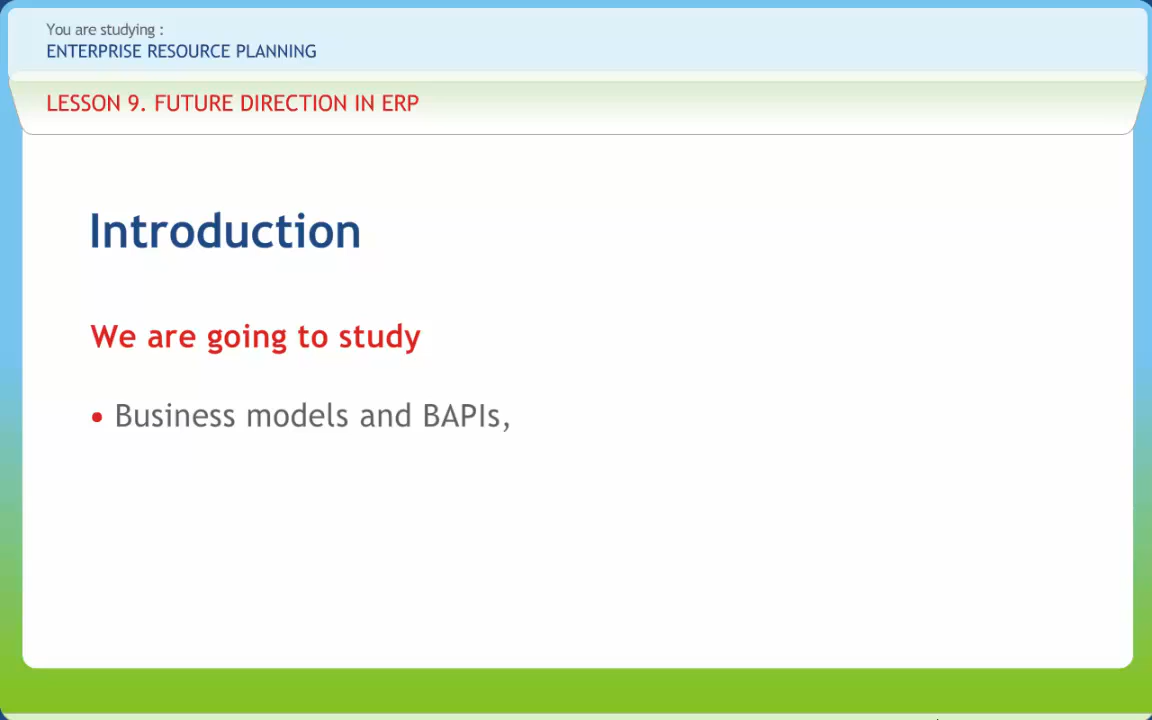 You are studying :
ENTERPRISE RESOURCE PLANNING
LESSON 9. FUTURE DIRECTION IN ERP
Introduction
We are going to study
• Business models and BAPIs,